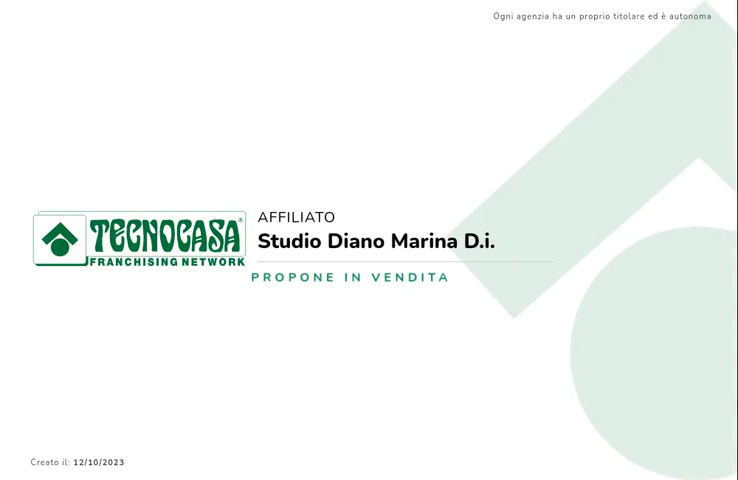 Ogni agenzia ha un proprio titolare ed è autonoma
TECNOCASA®
FRANCHISING NETWORK
AFFILIATO
Studio Diano Marina D.i.
PROPONE IN VENDITA
Creato il: 12/10/2023